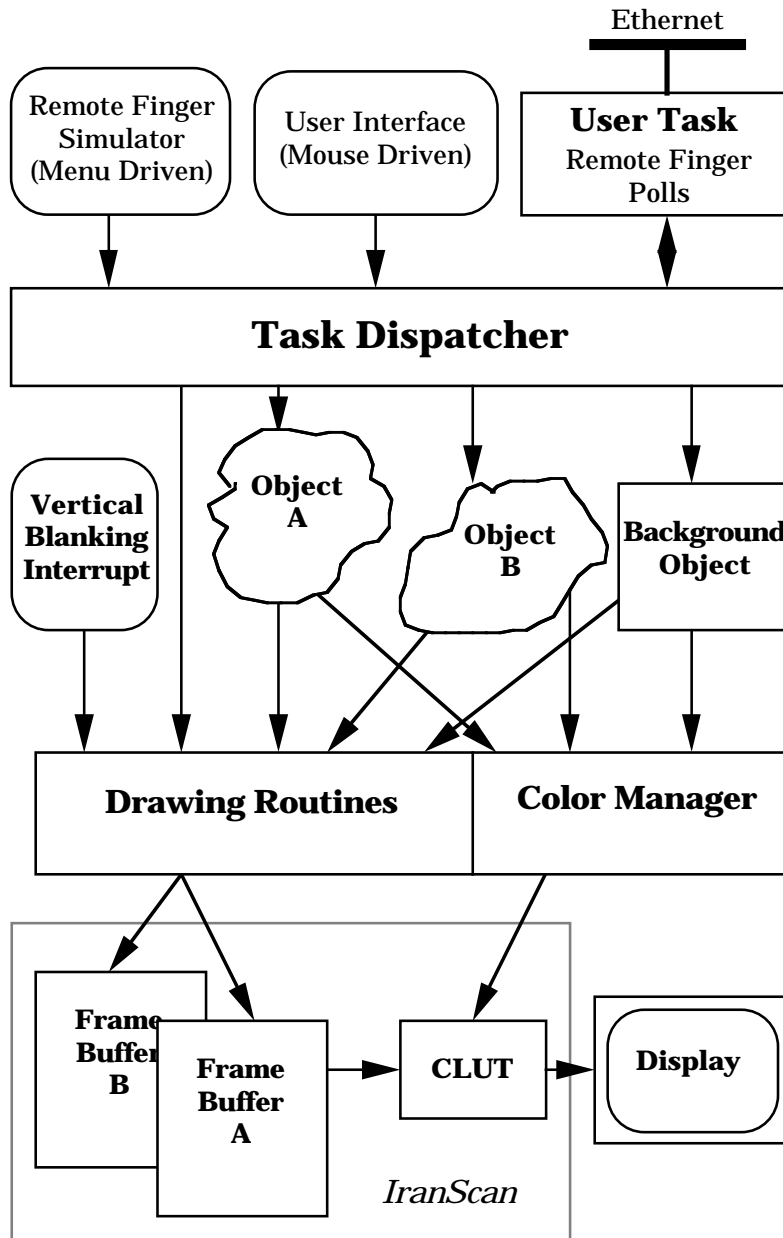 Ethernet
Remote Finger
Simulator
(Menu Driven)
User Interface
(Mouse Driven)
User Task
Remote Finger
Polls
Task Dispatcher
Vertical
Blanking
Interrupt
Object
A
Object
B
Background
Object
Drawing Routines
Color Manager
Frame
Buffer
B
Frame
Buffer
A
CLUT
Display
IranScan